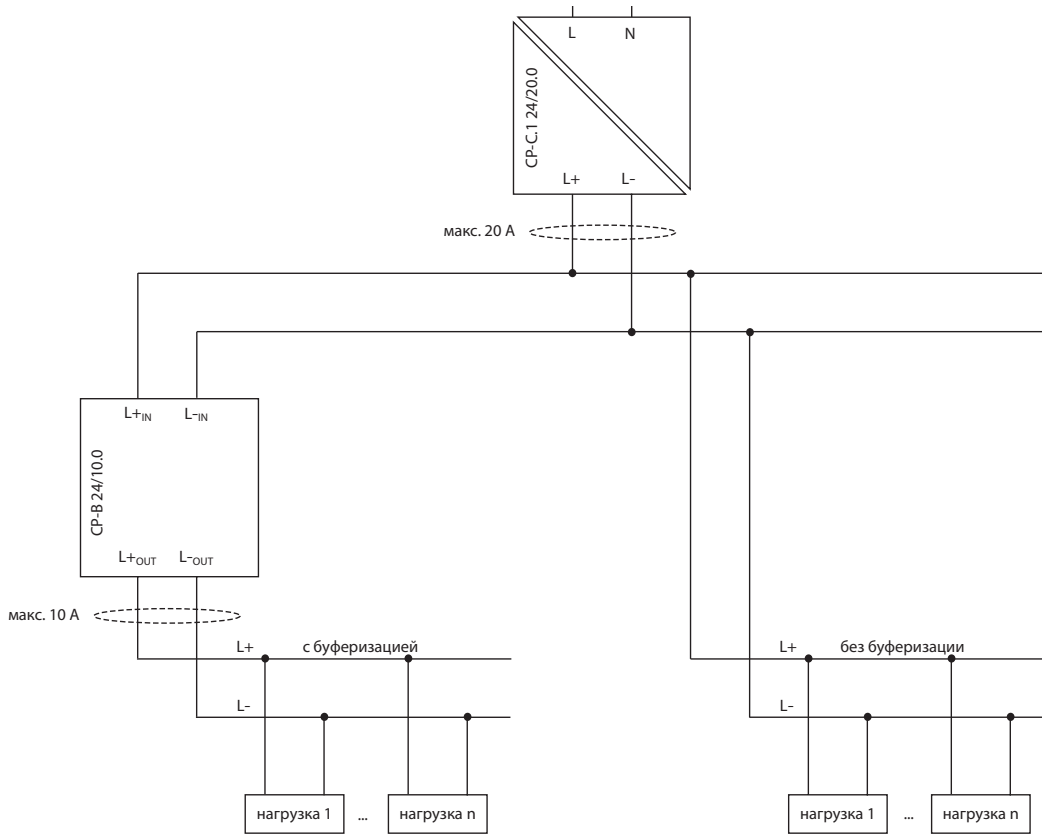 L N
CP-C.1 24/20.0
L+ L-
макс. 20 А
L+IN L-IN
CP-B 24/10.0
L+OUT L-OUT
макс. 10 А
L+ с буферизацией
L-
нагрузка 1 ... нагрузка n
L+ без буферизации
L-
нагрузка 1 ... нагрузка n